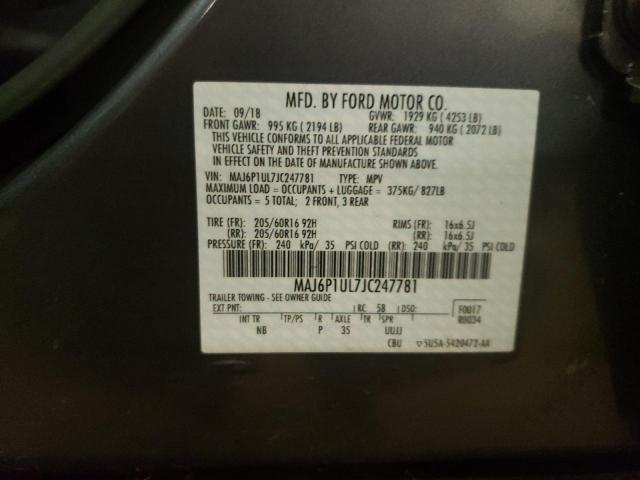 MFD. BY FORD MOTOR CO.
DATE: 09/18 GVWR: 1929 KG ( 4253 LB)
FRONT GAWR: 995 KG ( 2194 LB) REAR GAWR: 940 KG ( 2072 LB)
THIS VEHICLE CONFORMS TO ALL APPLICABLE FEDERAL MOTOR
VEHICLE SAFETY AND THEFT PREVENTION STANDARDS
IN EFFECT ON THE DATE OF MANUFACTURE SHOWN ABOVE.
VIN: MAJ6P1UL7JC247781 TYPE: MPV
MAXIMUM LOAD = OCCUPANTS + LUGGAGE = 375KG/ 827LB
OCCUPANTS = 5 TOTAL; 2 FRONT, 3 REAR
TIRE (FR): 205/60R16 92H RIMS (FR): 16x6.5J
(RR): 205/60R16 92H (RR): 16x6.5J
PRESSURE (FR): 240 kPa/ 35 PSI COLD (RR): 240 kPa/ 35 PSI COLD
MAJ6P1UL7JC247781
TRAILER TOWING - SEE OWNER GUIDE
EXT PNT: RC: 58 DSO: F0017
INT TR TP/PS R AXLE TR SPR R0034
NB P 35 UUJJ
CBU 5U5A-5420472-AA